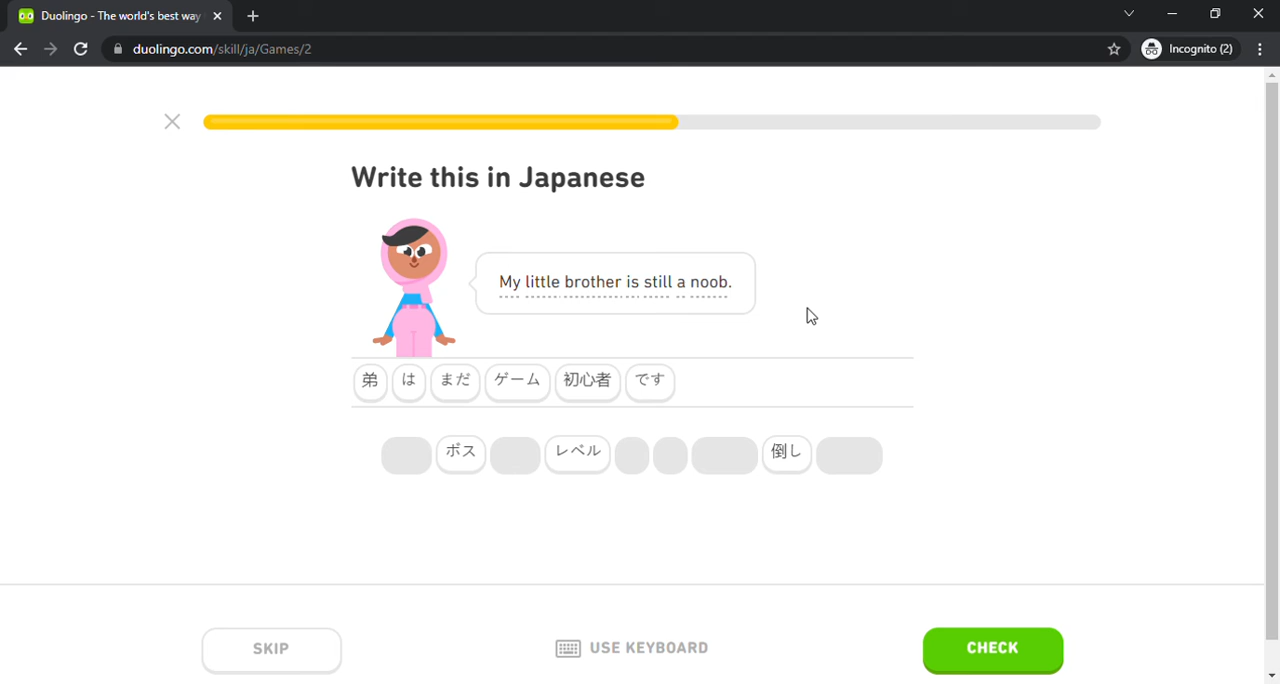 Duolingo - The world's best way
duolingo.com/skill/ja/Games/2
Incognito (2)
Write this in Japanese
My little brother is still a noob.
弟 は まだ ゲーム 初心者 です
ボス レベル 倒し
SKIP
USE KEYBOARD
CHECK